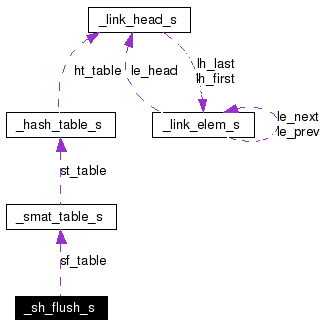 _link_head_s
lh_last
lh_first
ht_table
le_head
_hash_table_s
_link_elem_s
le_next
le_prev
st_table
_smat_table_s
sf_table
_sh_flush_s